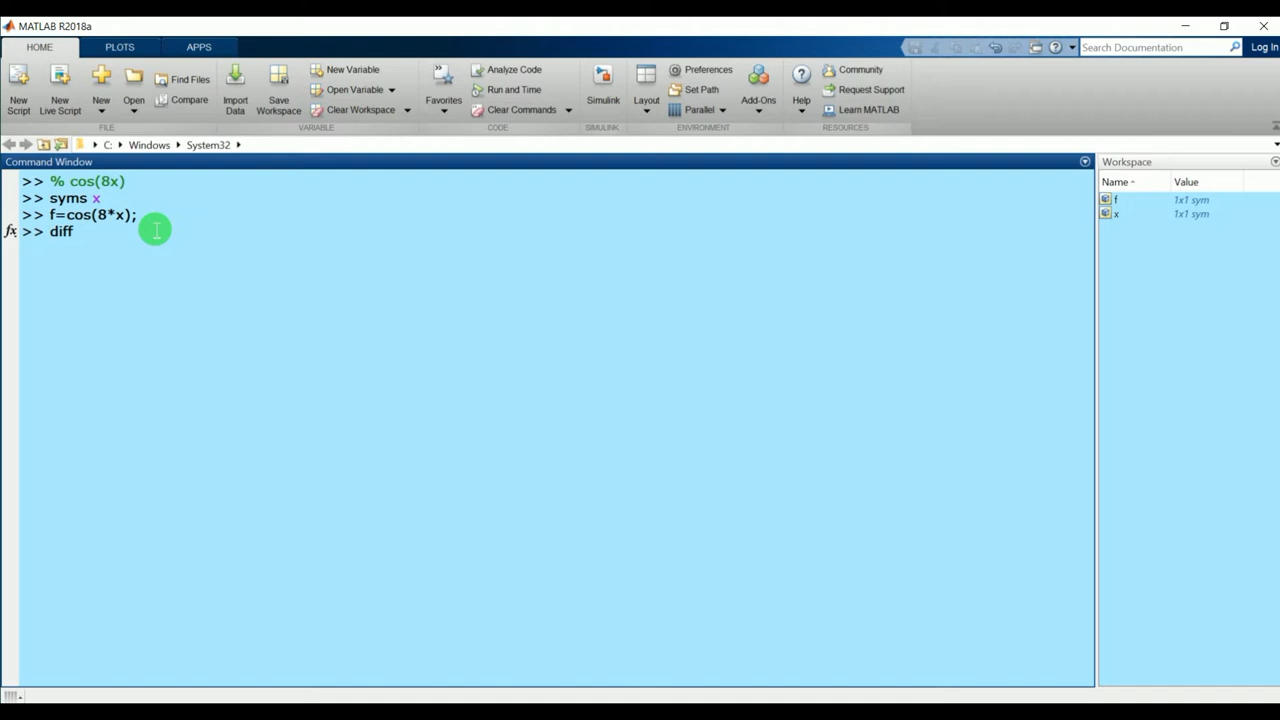 MATLAB R2018a
HOME PLOTS APPS
Search Documentation
Log In
New Script
New Live Script
New
Open
Find Files
Compare
FILE
Import Data
Save Workspace
New Variable
Open Variable
Clear Workspace
VARIABLE
Favorites
Analyze Code
Run and Time
Clear Commands
CODE
Simulink
SIMULINK
Layout
Preferences
Set Path
Parallel
Add-Ons
ENVIRONMENT
Help
Community
Request Support
Learn MATLAB
RESOURCES
C: Windows System32
Command Window
>> % cos(8x)
>> syms x
>> f=cos(8*x);
fx >> diff
Workspace
Name Value
f 1x1 sym
x 1x1 sym